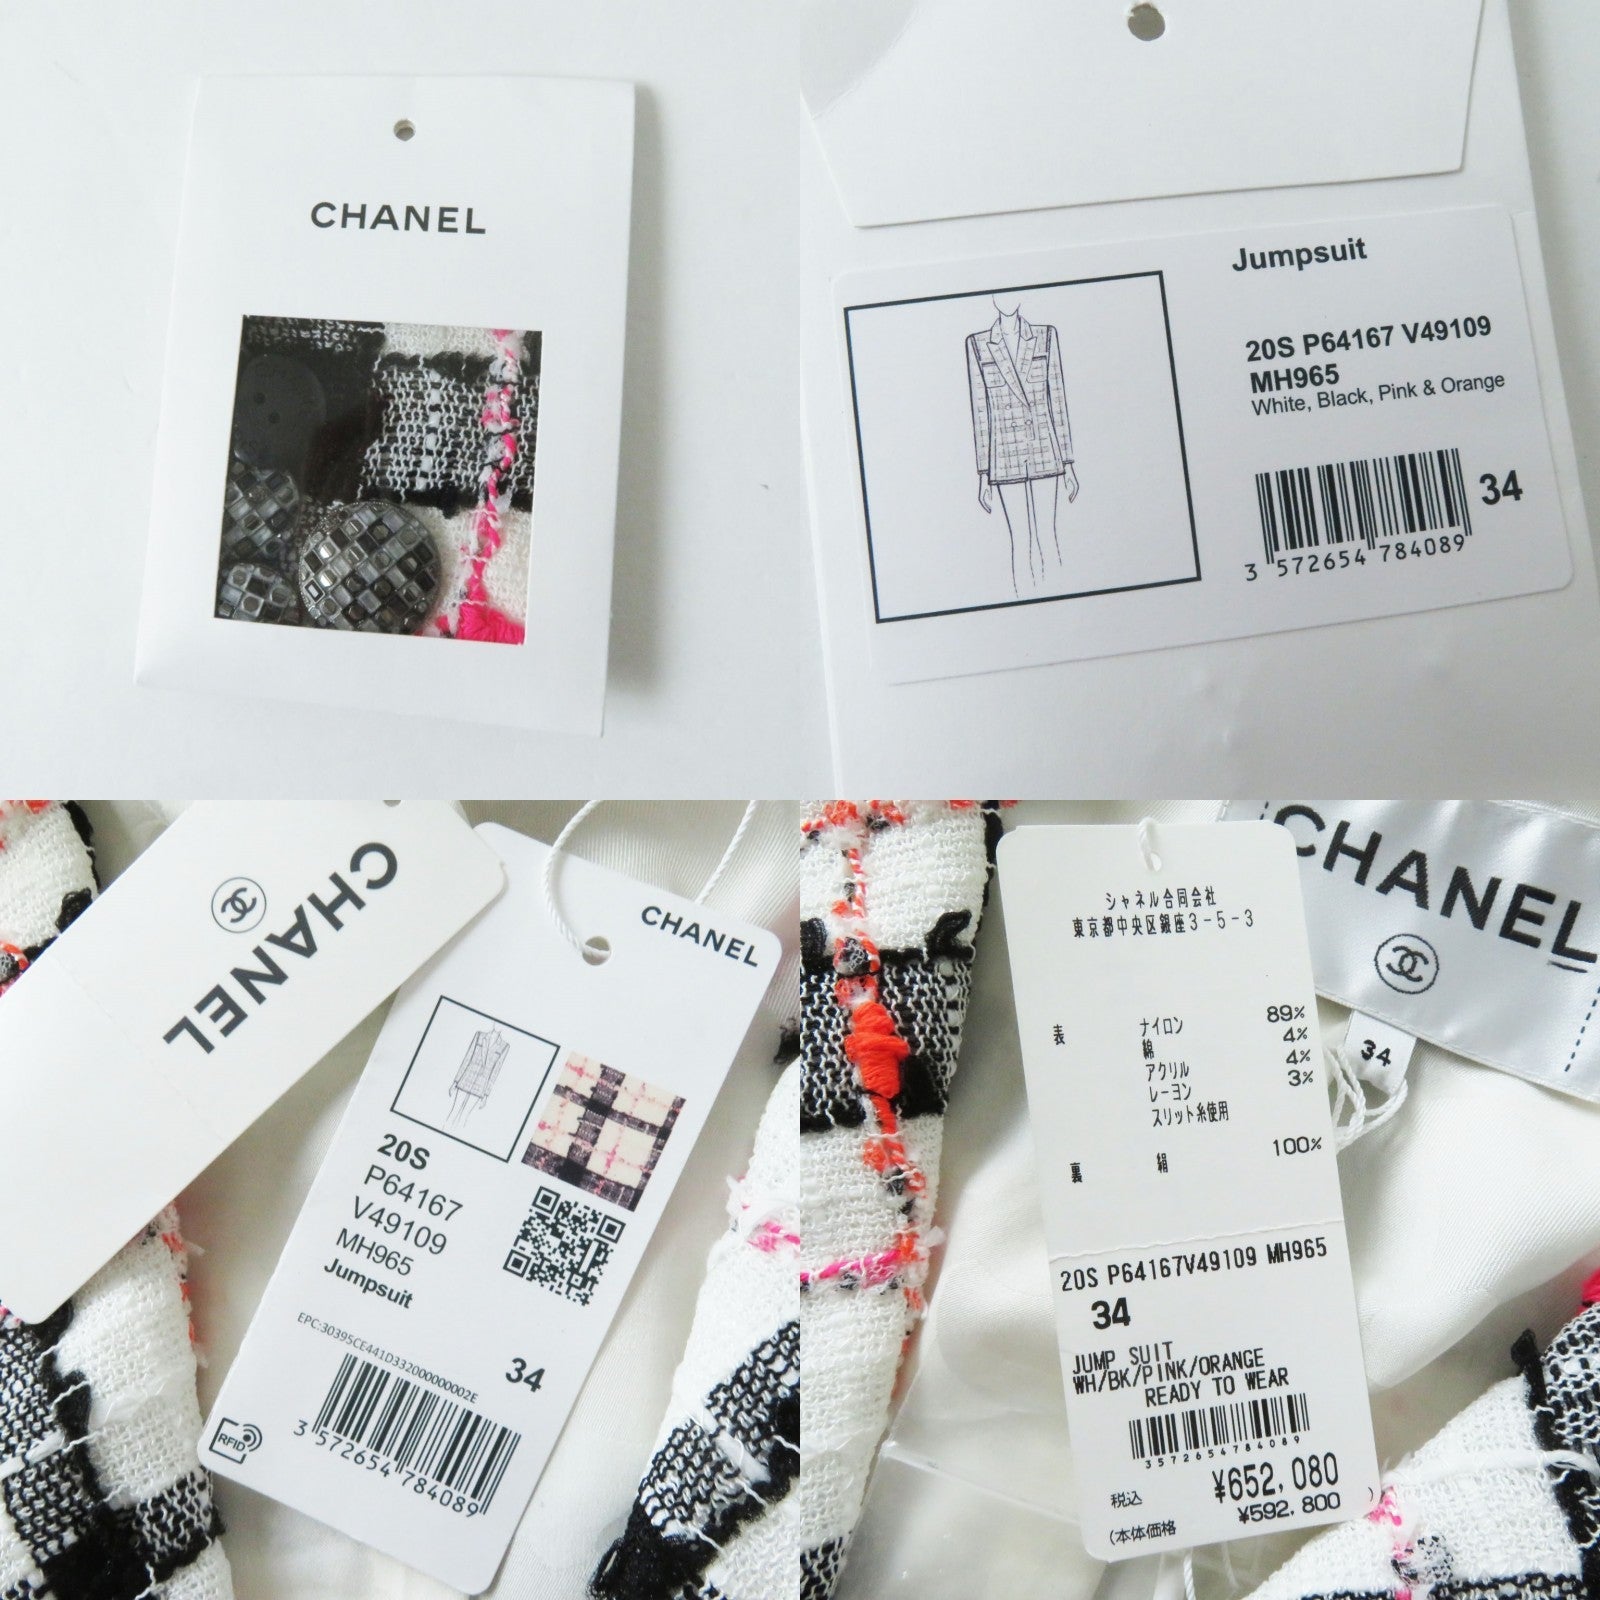 CHANEL
Jumpsuit
20S P64167 V49109
MH965
White, Black, Pink & Orange
34
3 572654 784089
CHANEL
CHANEL
20S
P64167
V49109
MH965
Jumpsuit
EPC:30395CE441D3320000000002E
34
RFID
3 572654 784089
CHANEL
34
シャネル合同会社
東京都中央区銀座3-5-3
表 ナイロン 89%
綿 4%
アクリル 4%
レーヨン 3%
スリット糸使用
裏 絹 100%
20S P64167V49109 MH965
34
JUMP SUIT
WH/BK/PINK/ORANGE
READY TO WEAR
3572654784089
税込 ¥652,080
(本体価格 ¥592,800 )